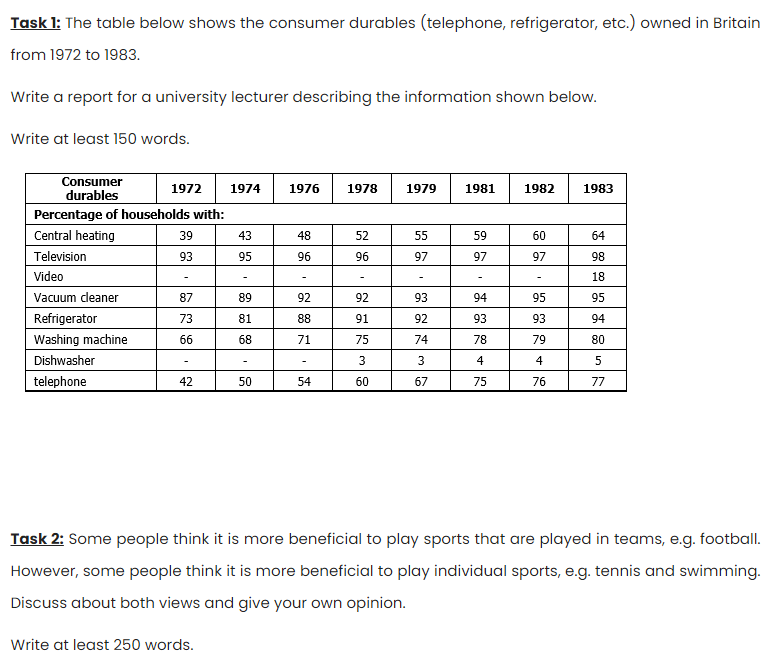 Task 1: The table below shows the consumer durables (telephone, refrigerator, etc.) owned in Britain
from 1972 to 1983.
Write a report for a university lecturer describing the information shown below.
Write at least 150 words.
Consumer durables 1972 1974 1976 1978 1979 1981 1982 1983
Percentage of households with:
Central heating 39 43 48 52 55 59 60 64
Television 93 95 96 96 97 97 97 98
Video - - - - - - - 18
Vacuum cleaner 87 89 92 92 93 94 95 95
Refrigerator 73 81 88 91 92 93 93 94
Washing machine 66 68 71 75 74 78 79 80
Dishwasher - - - 3 3 4 4 5
telephone 42 50 54 60 67 75 76 77
Task 2: Some people think it is more beneficial to play sports that are played in teams, e.g. football.
However, some people think it is more beneficial to play individual sports, e.g. tennis and swimming.
Discuss about both views and give your own opinion.
Write at least 250 words.